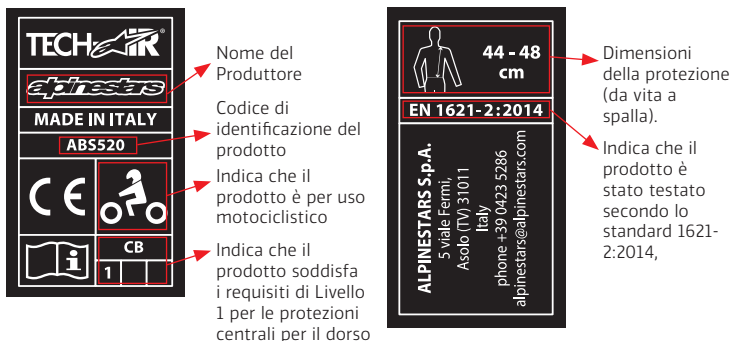 TECH-AIR
alpinestars
MADE IN ITALY
ABS520
CE
i
CB
1
Nome del
Produttore
Codice di
identificazione del
prodotto
Indica che il
prodotto è per uso
motociclistico
Indica che il
prodotto soddisfa
i requisiti di Livello
1 per le protezioni
centrali per il dorso
44 - 48
cm
EN 1621-2:2014
ALPINESTARS S.p.A.
5 viale Fermi,
Asolo (TV) 31011
Italy
phone +39 0423 5286
alpinestars@alpinestars.com
Dimensioni
della protezione
(da vita a
spalla).
Indica che il
prodotto è
stato testato
secondo lo
standard 1621-
2:2014,